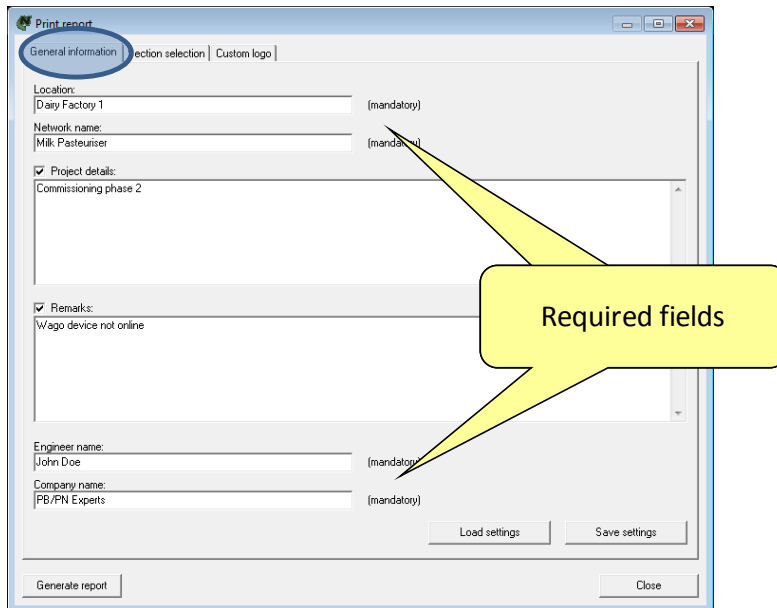 Print report
General information
ection selection
Custom logo
Location:
Dairy Factory 1
(mandatory)
Network name:
Milk Pasteuriser
(mandatory)
Project details:
Commissioning phase 2
Required fields
Remarks:
Wago device not online
Engineer name:
John Doe
(mandatory)
Company name:
PB/PN Experts
(mandatory)
Load settings
Save settings
Generate report
Close